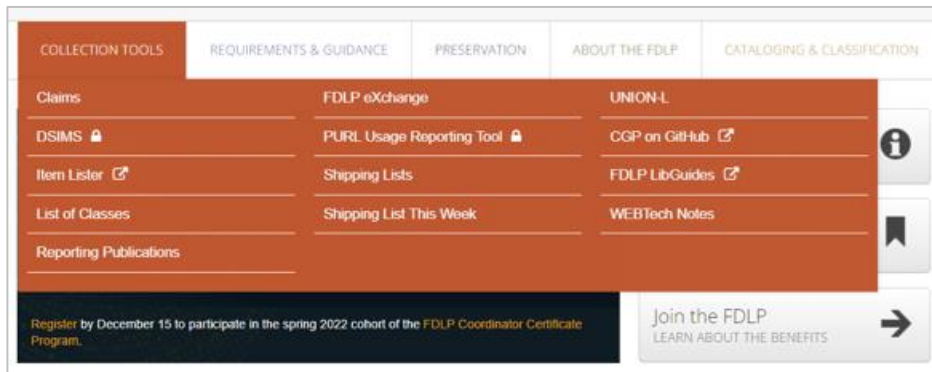 COLLECTION TOOLS REQUIREMENTS & GUIDANCE PRESERVATION ABOUT THE FDLP CATALOGING & CLASSIFICATION
Claims FDLP eXchange UNION-L
DSIMS PURL Usage Reporting Tool CGP on GitHub
Item Lister Shipping Lists FDLP LibGuides
List of Classes Shipping List This Week WEBTech Notes
Reporting Publications
Register by December 15 to participate in the spring 2022 cohort of the FDLP Coordinator Certificate
Program.
Join the FDLP
LEARN ABOUT THE BENEFITS